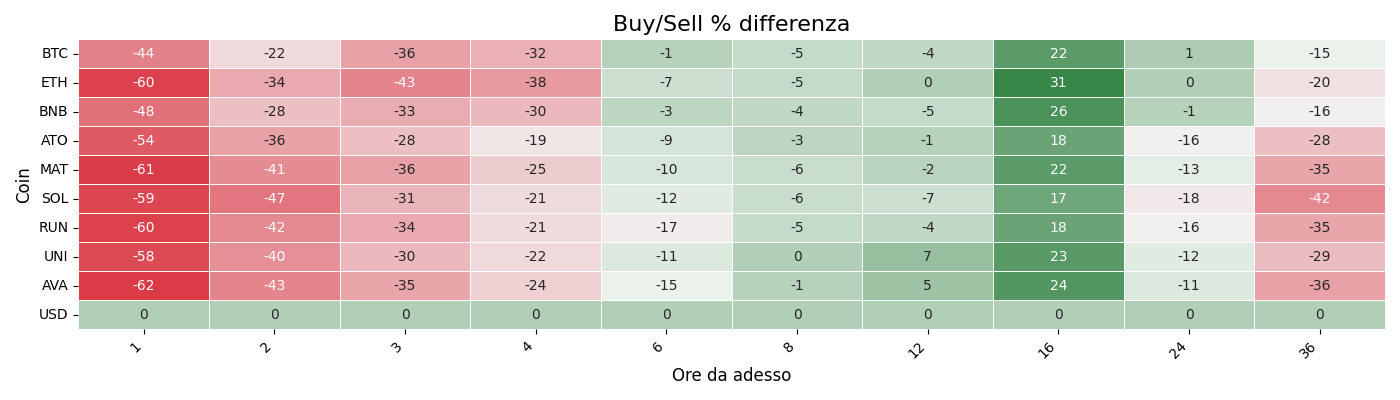 Buy/Sell % differenza
Coin
BTC -44 -22 -36 -32 -1 -5 -4 22 1 -15
ETH -60 -34 -43 -38 -7 -5 0 31 0 -20
BNB -48 -28 -33 -30 -3 -4 -5 26 -1 -16
ATO -54 -36 -28 -19 -9 -3 -1 18 -16 -28
MAT -61 -41 -36 -25 -10 -6 -2 22 -13 -35
SOL -59 -47 -31 -21 -12 -6 -7 17 -18 -42
RUN -60 -42 -34 -21 -17 -5 -4 18 -16 -35
UNI -58 -40 -30 -22 -11 0 7 23 -12 -29
AVA -62 -43 -35 -24 -15 -1 5 24 -11 -36
USD 0 0 0 0 0 0 0 0 0 0
1 2 3 4 6 8 12 16 24 36
Ore da adesso